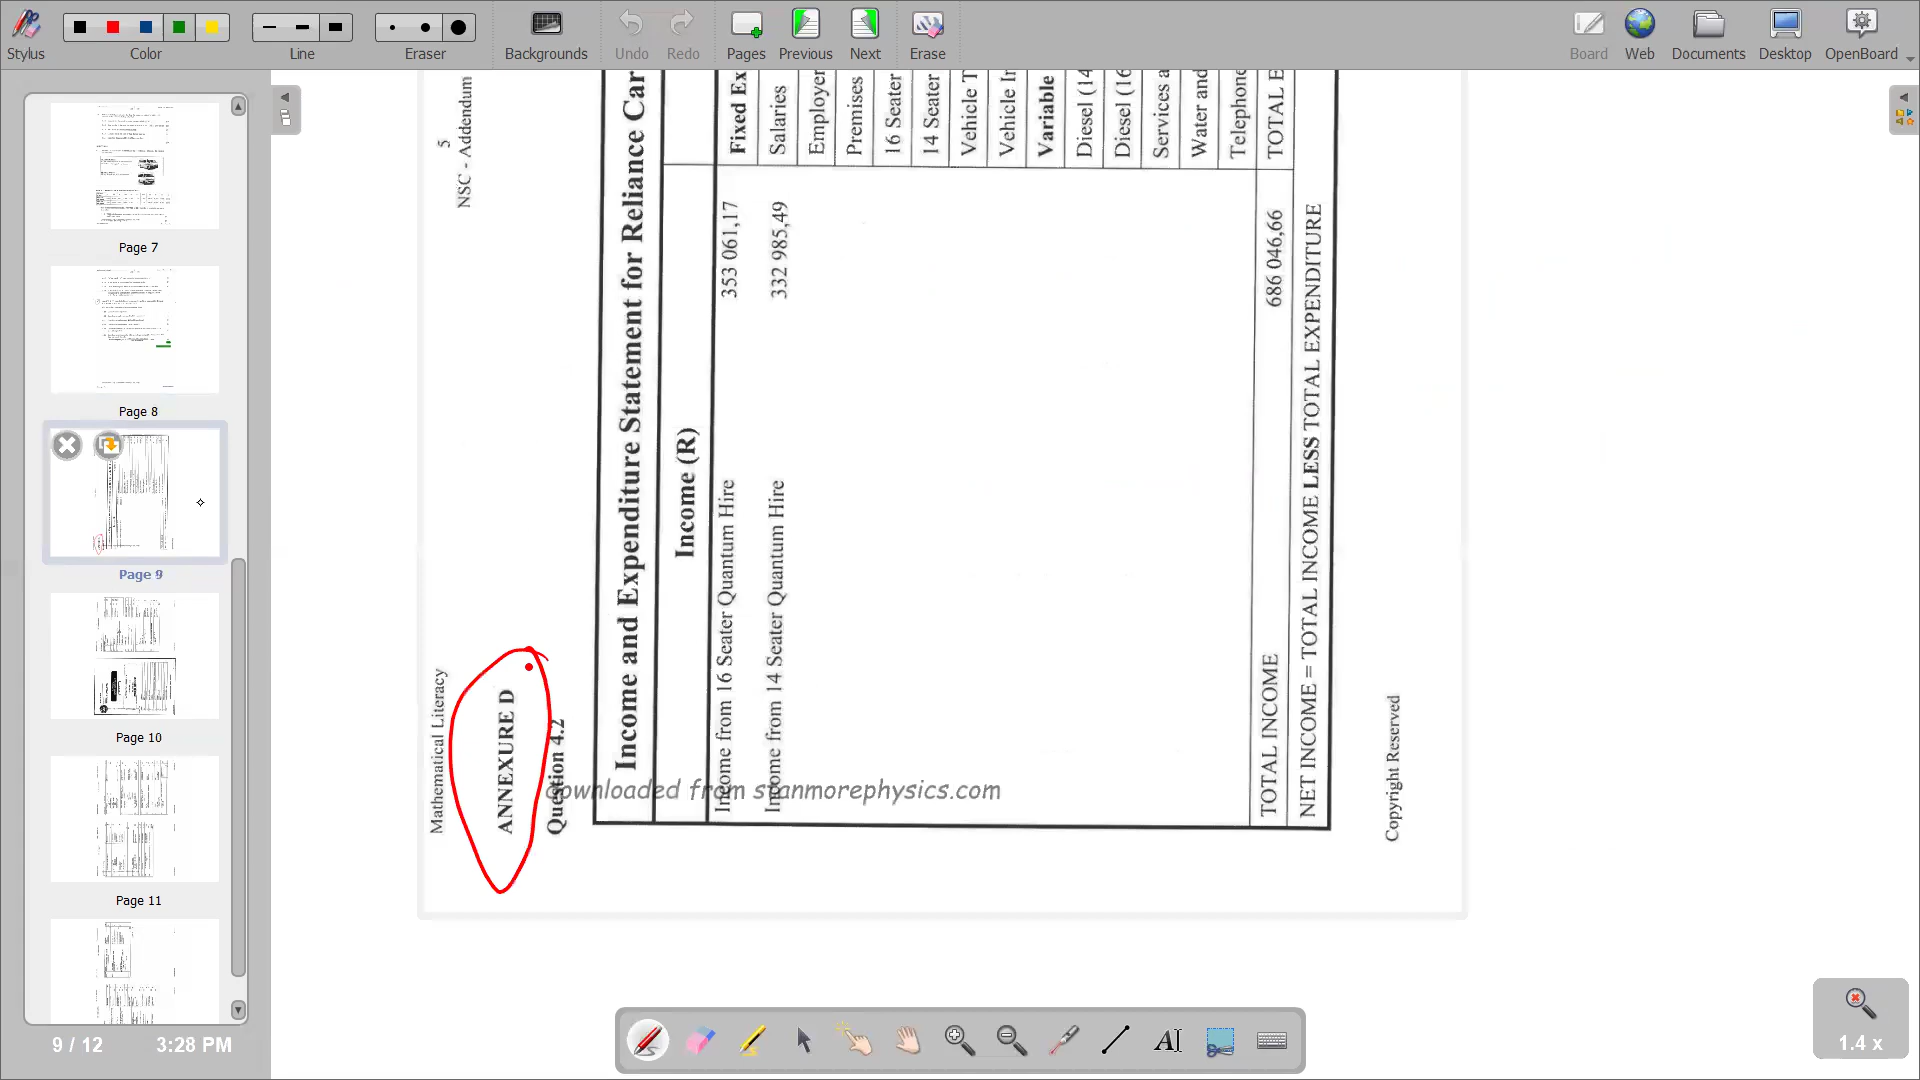 Stylus
Color
Line
Eraser
Backgrounds
Undo
Redo
Pages
Previous
Next
Erase
Board
Web
Documents
Desktop
OpenBoard
Page 7
Page 8
Page 9
Page 10
Page 11
9 / 12
3:28 PM
Mathematical Literacy
5
NSC - Addendum
ANNEXURE D
Question 4.2
Income and Expenditure Statement for Reliance Car
Income (R)
Income from 16 Seater Quantum Hire 353 061,17
Fixed Ex
Income from 14 Seater Quantum Hire 332 985,49
Salaries
Employer
Premises
16 Seater
14 Seater
Vehicle T
Vehicle In
Variable
Diesel (14
Diesel (16
Services a
Water and
Telephone
TOTAL INCOME 686 046,66
TOTAL E
NET INCOME = TOTAL INCOME LESS TOTAL EXPENDITURE
Copyright Reserved
downloaded from stanmorephysics.com
1.4 x